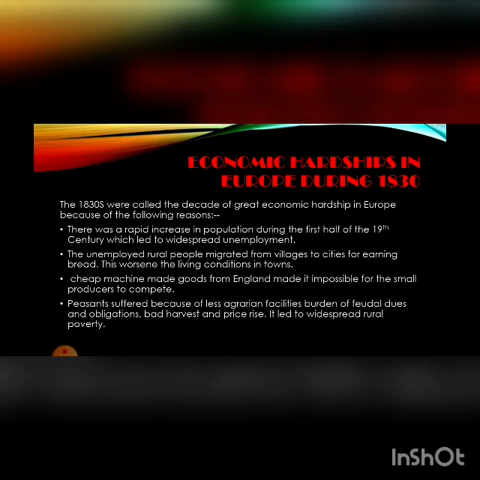 ECONOMIC HARDSHIPS IN
EUROPE DURING 1830
The 1830S were called the decade of great economic hardship in Europe
because of the following reasons:--
• There was a rapid increase in population during the first half of the 19th
Century which led to widespread unemployment.
• The unemployed rural people migrated from villages to cities for earning
bread. This worsene the living conditions in towns.
• cheap machine made goods from England made it impossible for the small
producers to compete.
• Peasants suffered because of less agrarian facilities burden of feudal dues
and obligations, bad harvest and price rise. It led to widespread rural
poverty.
InShOt